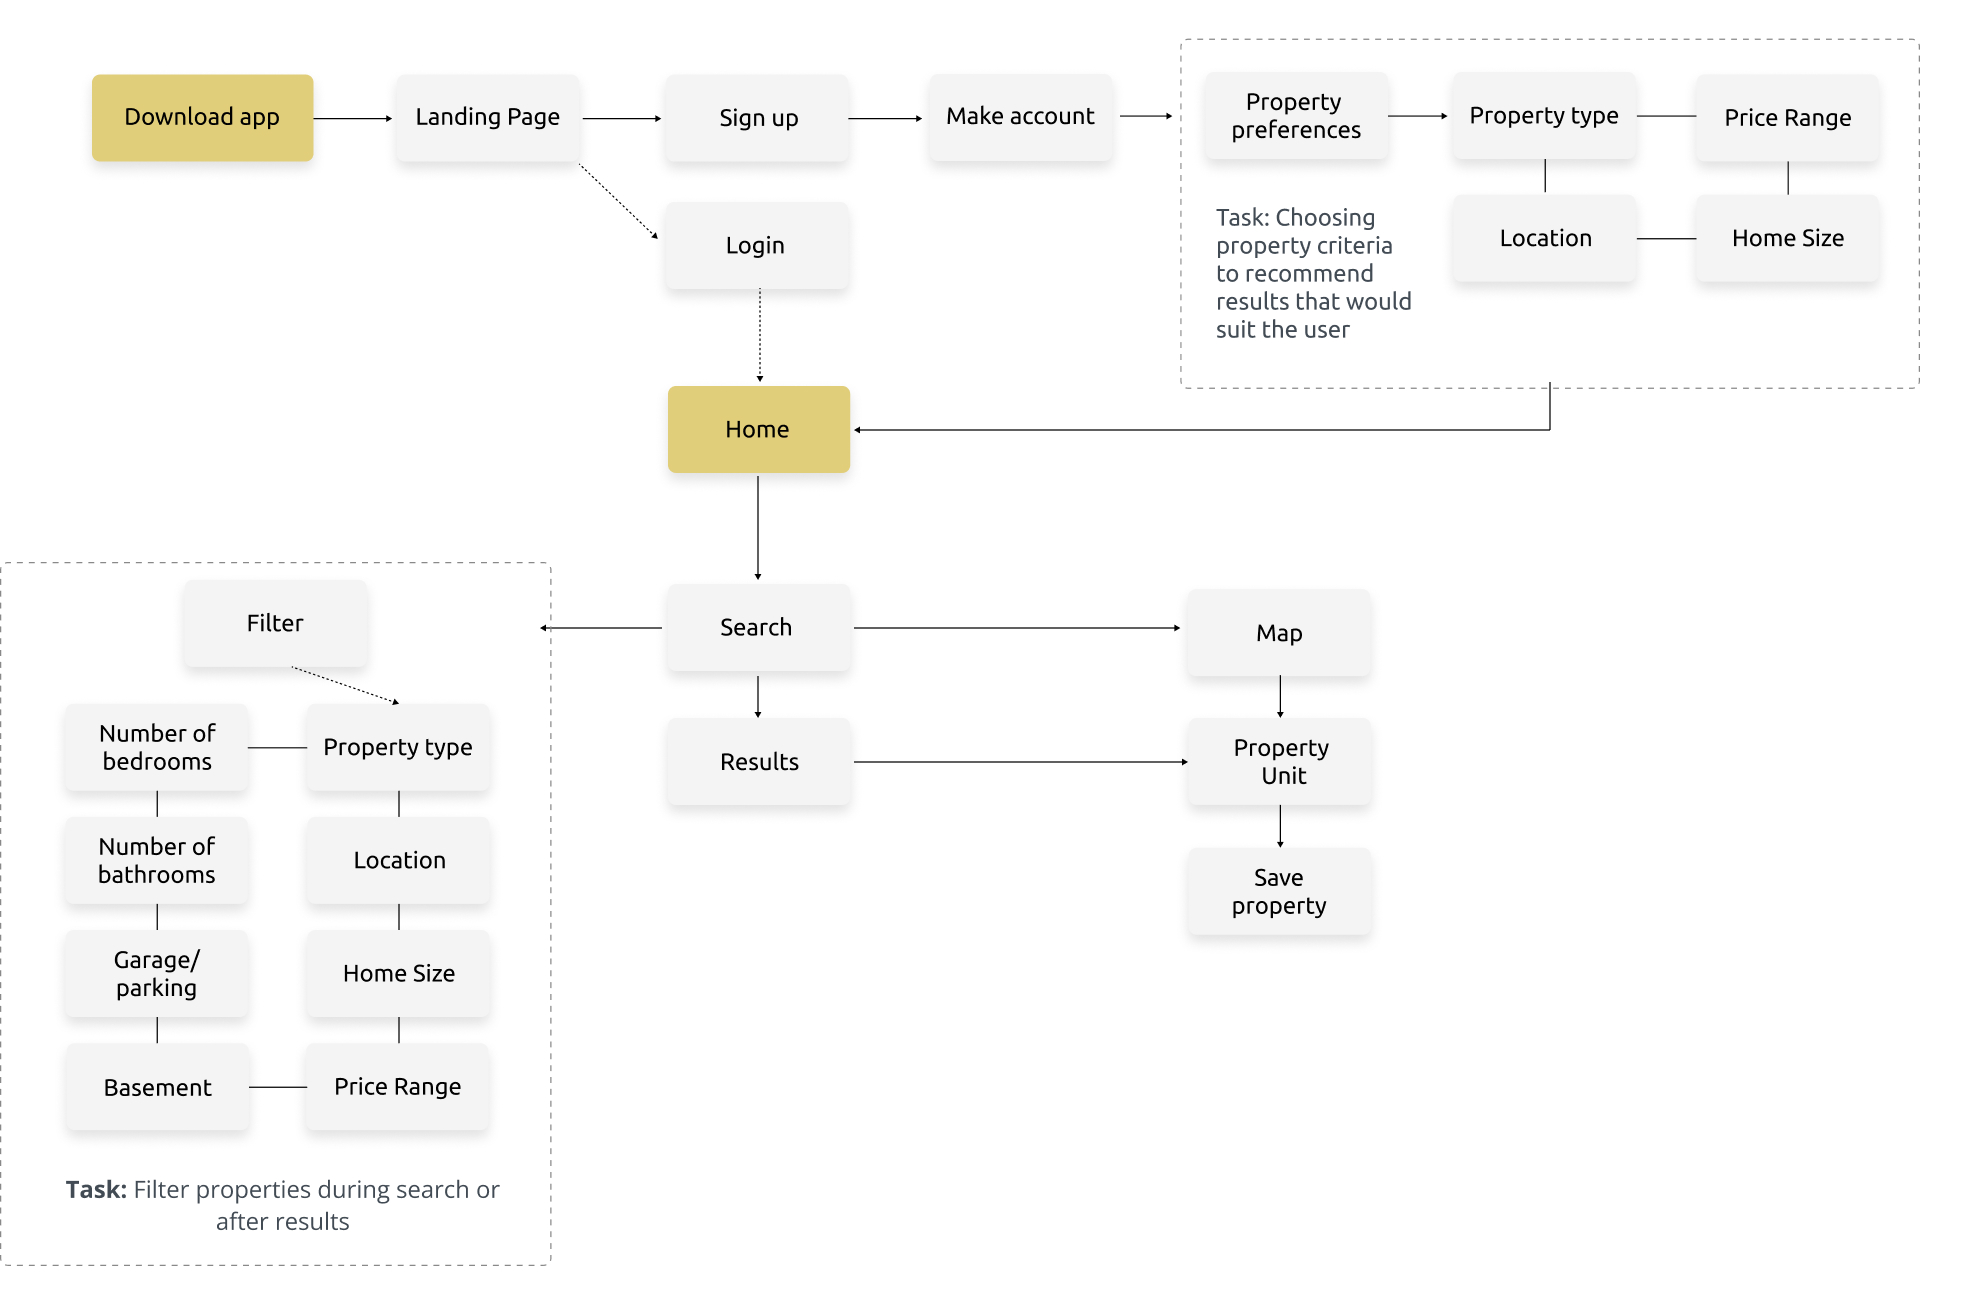 Download app
Landing Page
Sign up
Make account
Property
preferences
Property type
Price Range
Task: Choosing
property criteria
to recommend
results that would
suit the user
Location
Home Size
Login
Home
Filter
Search
Map
Number of
bedrooms
Property type
Results
Property
Unit
Number of
bathrooms
Location
Save
property
Garage/
parking
Home Size
Basement
Price Range
Task: Filter properties during search or
after results